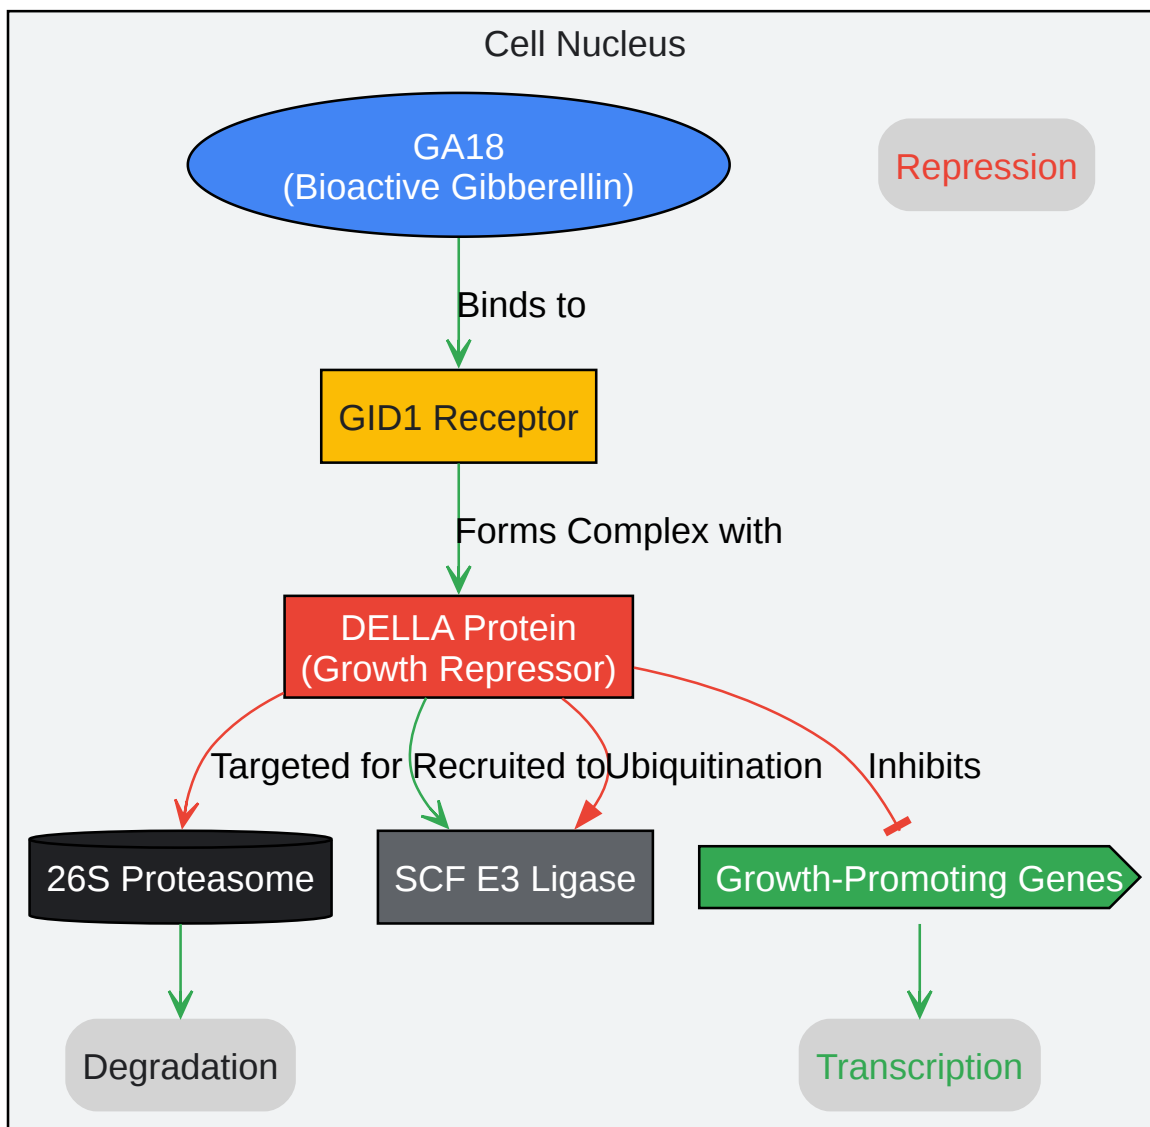 Cell Nucleus
GA18
(Bioactive Gibberellin)
Repression
Binds to
GID1 Receptor
Forms Complex with
DELLA Protein
(Growth Repressor)
Targeted for
Recruited to
Ubiquitination
Inhibits
26S Proteasome
SCF E3 Ligase
Growth-Promoting Genes
Degradation
Transcription